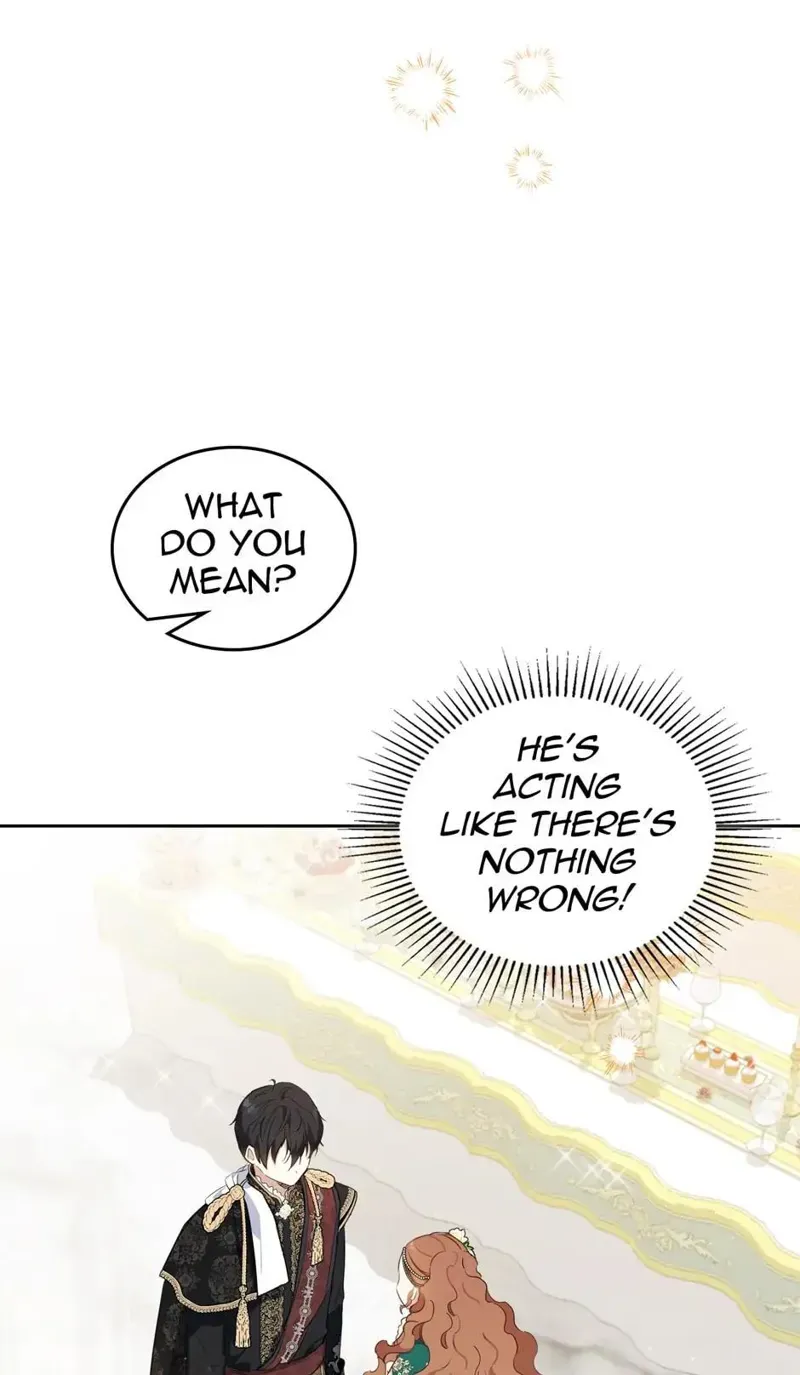 WHAT
DO YOU
MEAN?
HE'S
ACTING
LIKE THERE'S
NOTHING
WRONG!